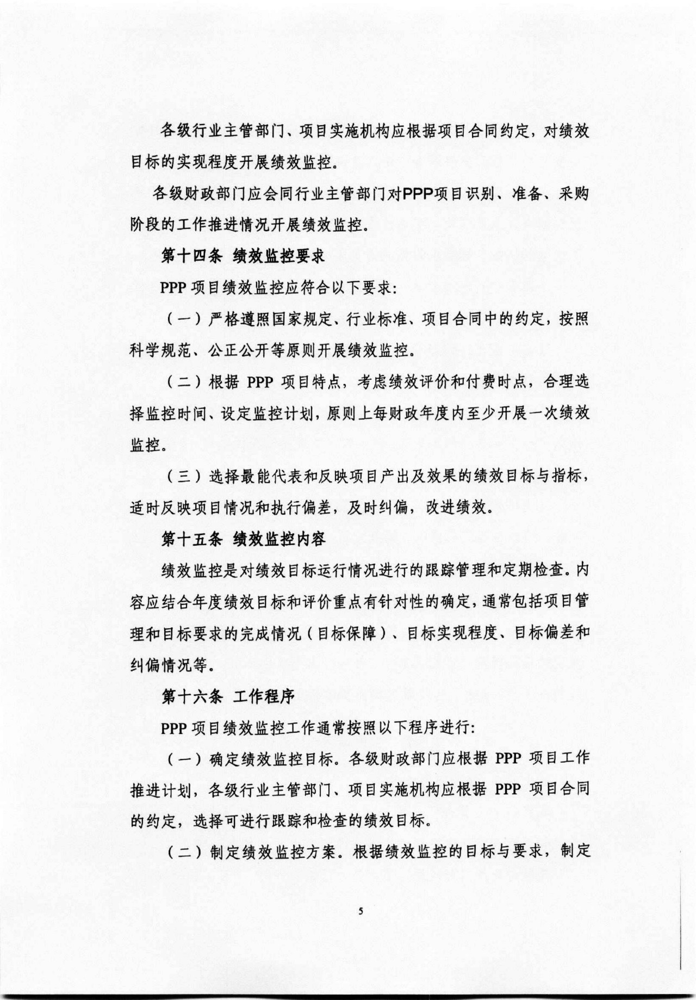 各级行业主管部门、项目实施机构应根据项目合同约定，对绩效
目标的实现程度开展绩效监控。
各级财政部门应会同行业主管部门对PPP项目识别、准备、采购
阶段的工作推进情况开展绩效监控。
第十四条 绩效监控要求
PPP 项目绩效监控应符合以下要求：
（一）严格遵照国家规定、行业标准、项目合同中的约定，按照
科学规范、公正公开等原则开展绩效监控。
（二）根据 PPP 项目特点，考虑绩效评价和付费时点，合理选
择监控时间、设定监控计划，原则上每财政年度内至少开展一次绩效
监控。
（三）选择最能代表和反映项目产出及效果的绩效目标与指标，
适时反映项目情况和执行偏差，及时纠偏，改进绩效。
第十五条 绩效监控内容
绩效监控是对绩效目标运行情况进行的跟踪管理和定期检查。内
容应结合年度绩效目标和评价重点有针对性的确定，通常包括项目管
理和目标要求的完成情况（目标保障）、目标实现程度、目标偏差和
纠偏情况等。
第十六条 工作程序
PPP 项目绩效监控工作通常按照以下程序进行：
（一）确定绩效监控目标。各级财政部门应根据 PPP 项目工作
推进计划，各级行业主管部门、项目实施机构应根据 PPP 项目合同
的约定，选择可进行跟踪和检查的绩效目标。
（二）制定绩效监控方案。根据绩效监控的目标与要求，制定
5